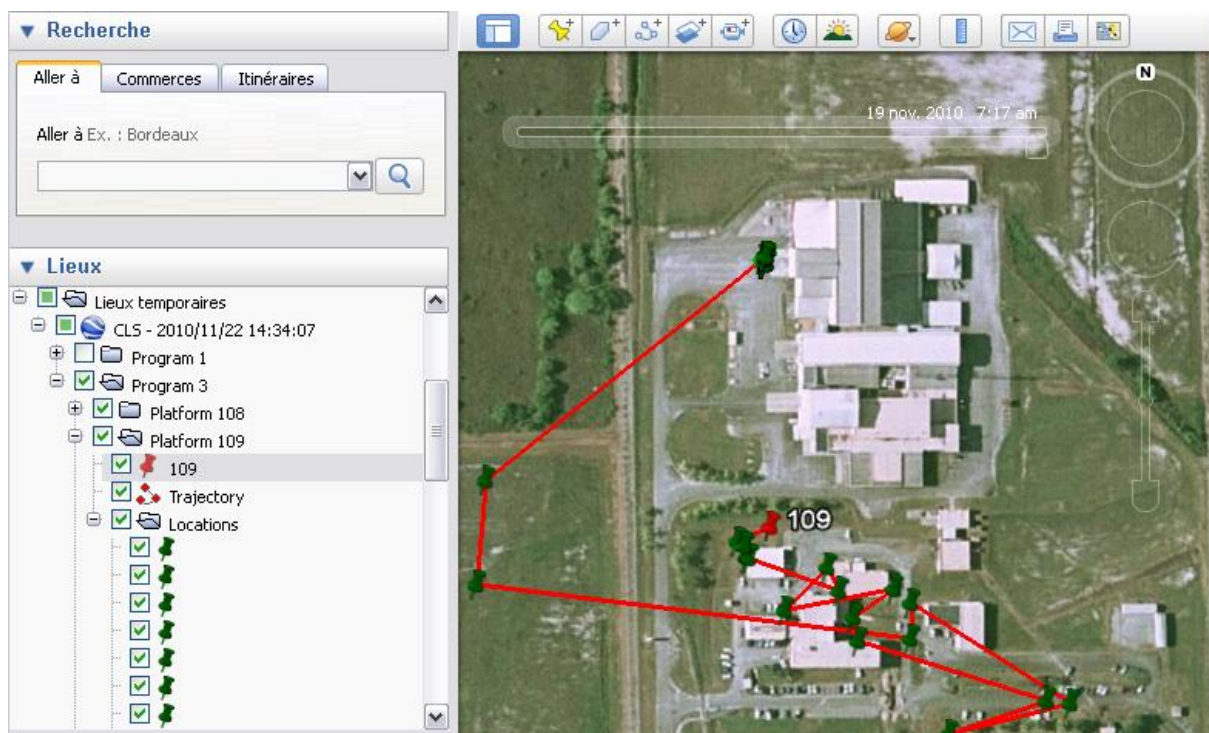 Recherche
Aller à Commerces Itinéraires
Aller à Ex. : Bordeaux
Lieux
Lieux temporaires
CLS - 2010/11/22 14:34:07
Program 1
Program 3
Platform 108
Platform 109
109
Trajectory
Locations
19 nov. 2010 7:17 am
N
109